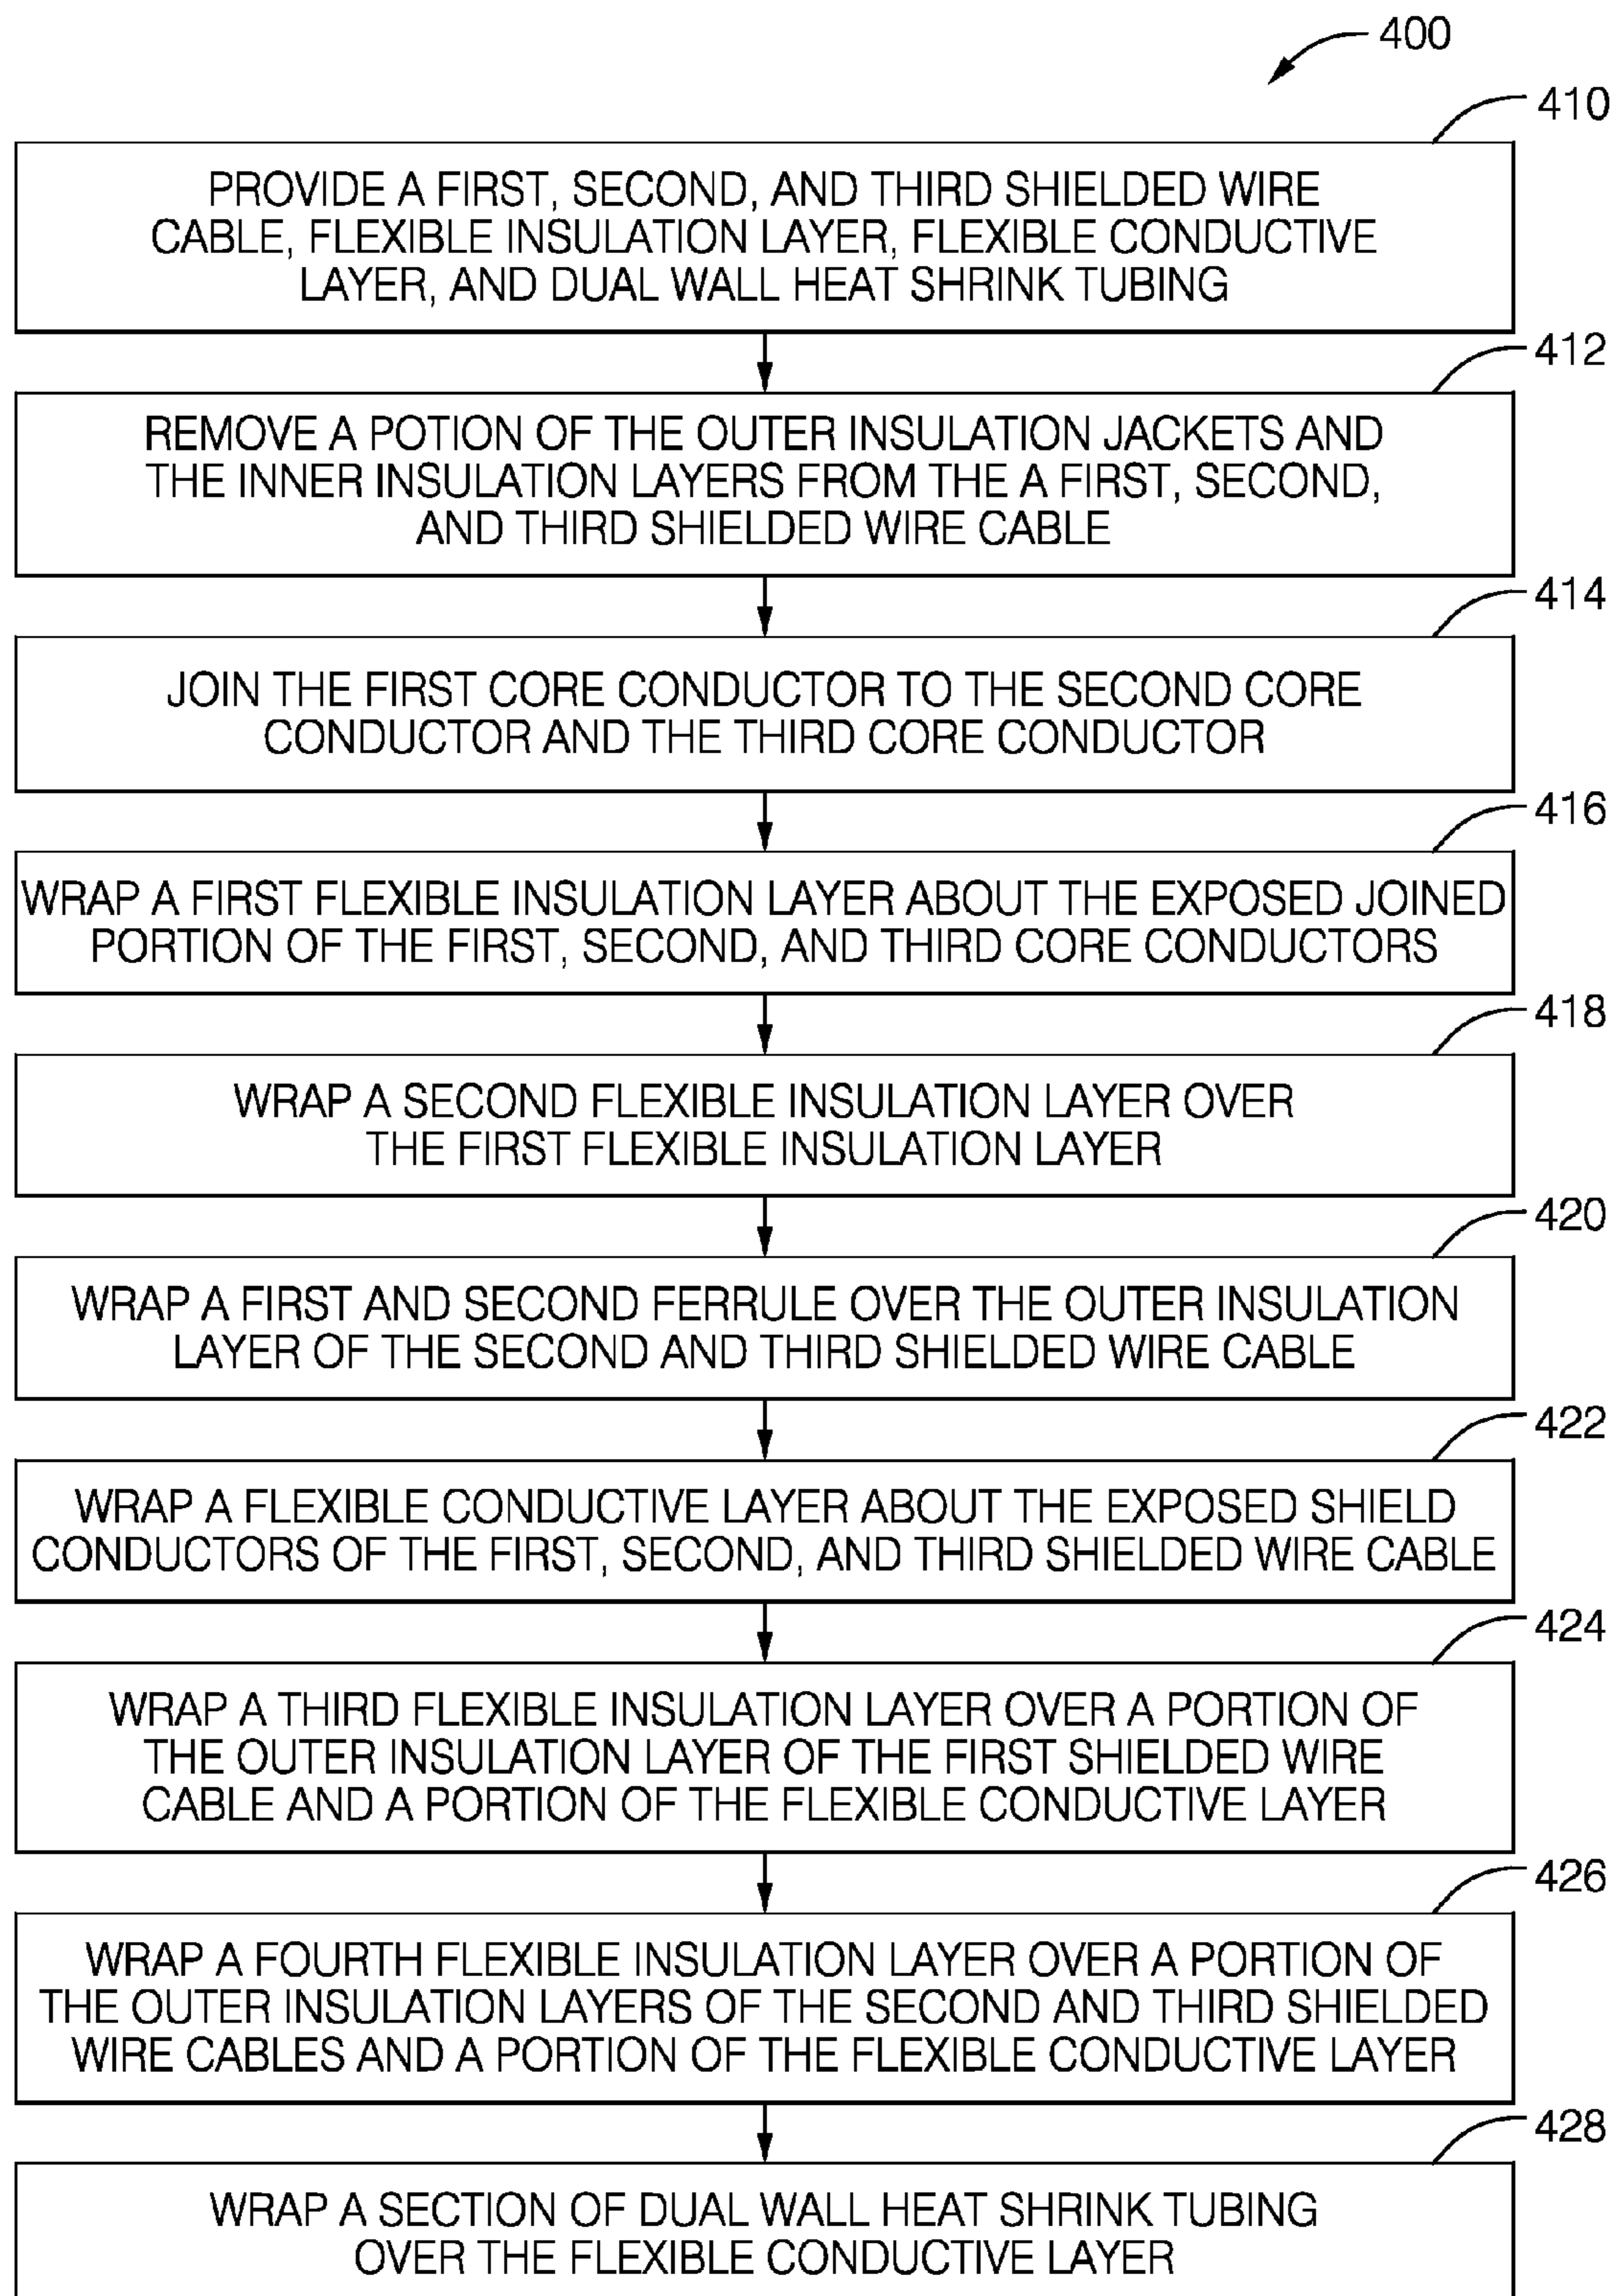 400
410
PROVIDE A FIRST, SECOND, AND THIRD SHIELDED WIRE
CABLE, FLEXIBLE INSULATION LAYER, FLEXIBLE CONDUCTIVE
LAYER, AND DUAL WALL HEAT SHRINK TUBING
412
REMOVE A POTION OF THE OUTER INSULATION JACKETS AND
THE INNER INSULATION LAYERS FROM THE A FIRST, SECOND,
AND THIRD SHIELDED WIRE CABLE
414
JOIN THE FIRST CORE CONDUCTOR TO THE SECOND CORE
CONDUCTOR AND THE THIRD CORE CONDUCTOR
416
WRAP A FIRST FLEXIBLE INSULATION LAYER ABOUT THE EXPOSED JOINED
PORTION OF THE FIRST, SECOND, AND THIRD CORE CONDUCTORS
418
WRAP A SECOND FLEXIBLE INSULATION LAYER OVER
THE FIRST FLEXIBLE INSULATION LAYER
420
WRAP A FIRST AND SECOND FERRULE OVER THE OUTER INSULATION
LAYER OF THE SECOND AND THIRD SHIELDED WIRE CABLE
422
WRAP A FLEXIBLE CONDUCTIVE LAYER ABOUT THE EXPOSED SHIELD
CONDUCTORS OF THE FIRST, SECOND, AND THIRD SHIELDED WIRE CABLE
424
WRAP A THIRD FLEXIBLE INSULATION LAYER OVER A PORTION OF
THE OUTER INSULATION LAYER OF THE FIRST SHIELDED WIRE
CABLE AND A PORTION OF THE FLEXIBLE CONDUCTIVE LAYER
426
WRAP A FOURTH FLEXIBLE INSULATION LAYER OVER A PORTION OF
THE OUTER INSULATION LAYERS OF THE SECOND AND THIRD SHIELDED
WIRE CABLES AND A PORTION OF THE FLEXIBLE CONDUCTIVE LAYER
428
WRAP A SECTION OF DUAL WALL HEAT SHRINK TUBING
OVER THE FLEXIBLE CONDUCTIVE LAYER